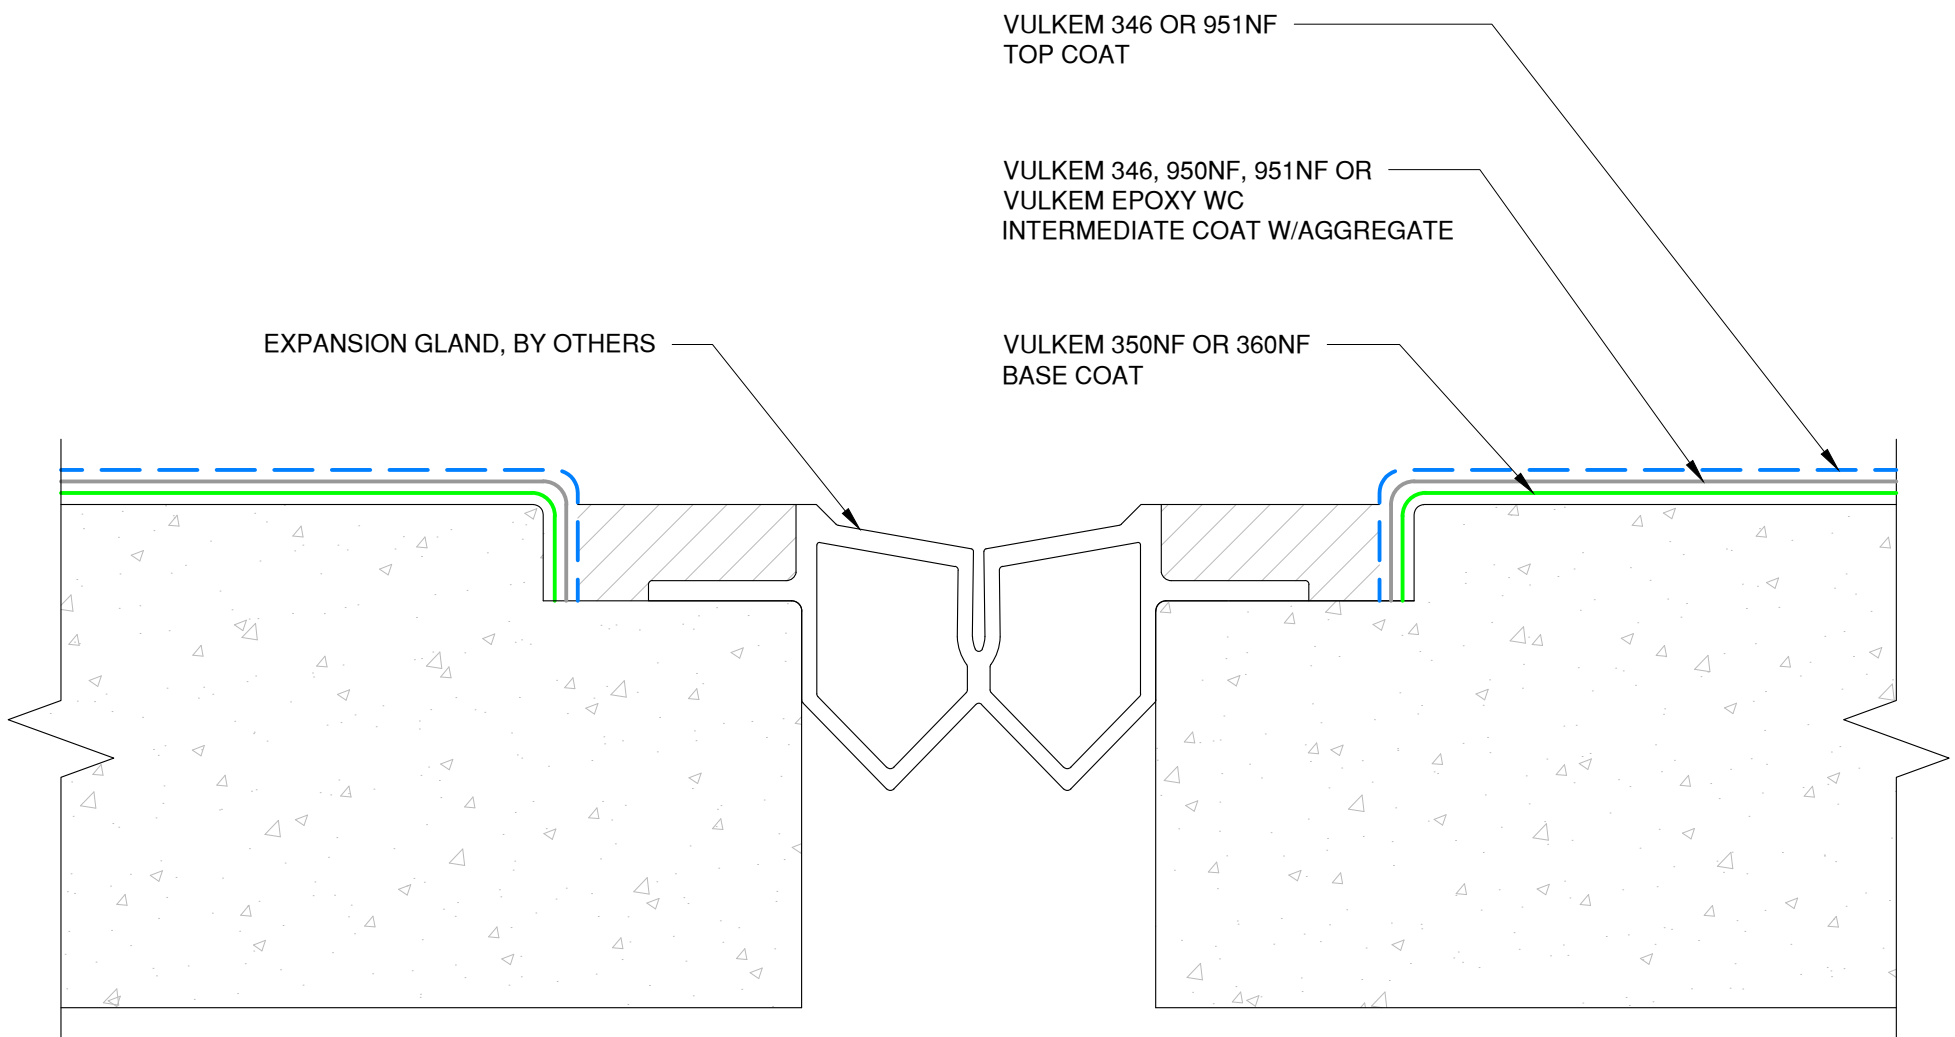 VULKEM 346 OR 951NF
TOP COAT
VULKEM 346, 950NF, 951NF OR
VULKEM EPOXY WC
INTERMEDIATE COAT W/AGGREGATE
EXPANSION GLAND, BY OTHERS
VULKEM 350NF OR 360NF
BASE COAT